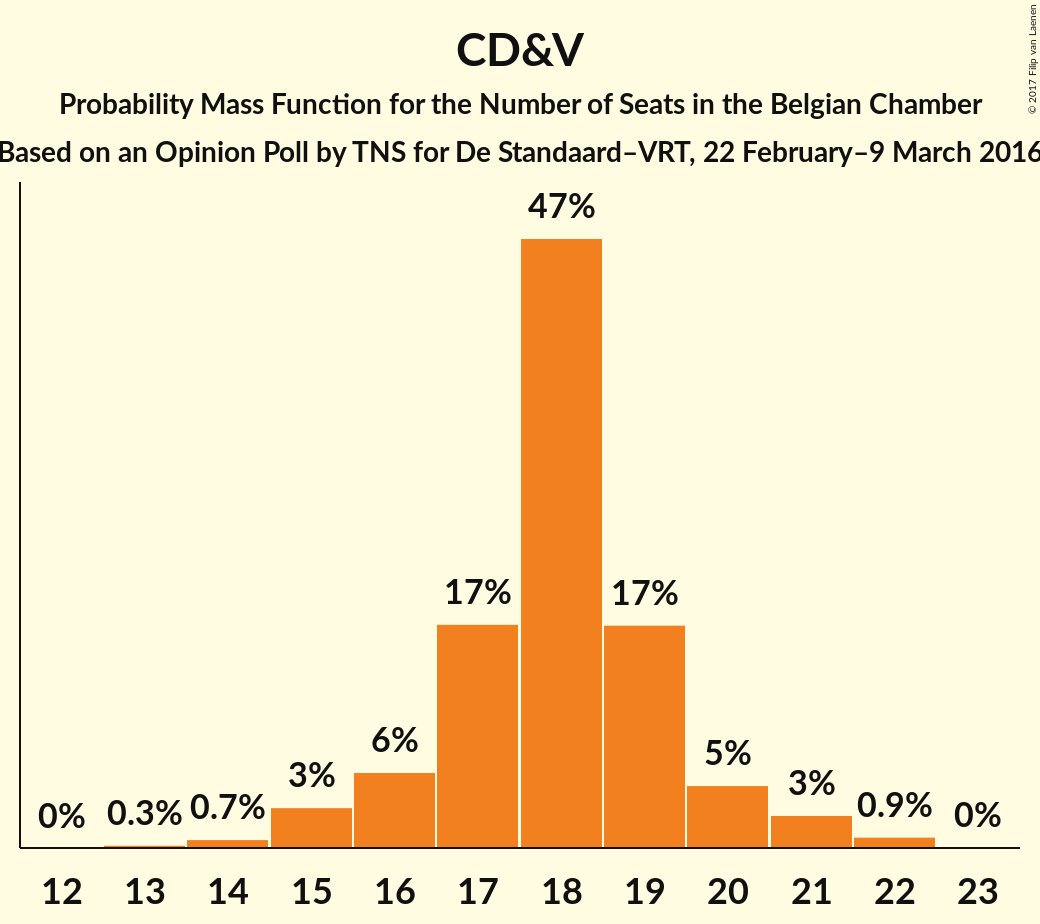 CD&V
Probability Mass Function for the Number of Seats in the Belgian Chamber
Based on an Opinion Poll by TNS for De Standaard–VRT, 22 February–9 March 2016
© 2017 Filip van Laenen
47%
17% 17%
6% 5%
3% 3%
0% 0.3% 0.7% 0.9% 0%
12 13 14 15 16 17 18 19 20 21 22 23